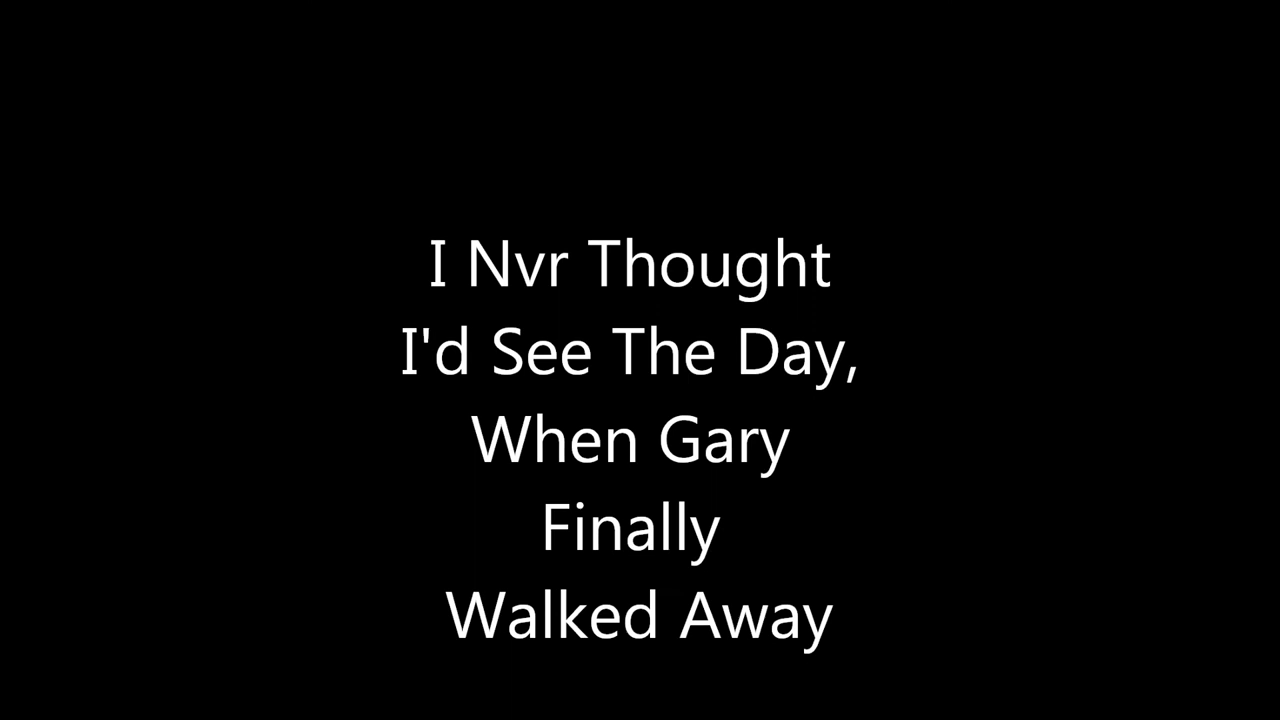 I Nvr Thought
I'd See The Day,
When Gary
Finally
Walked Away